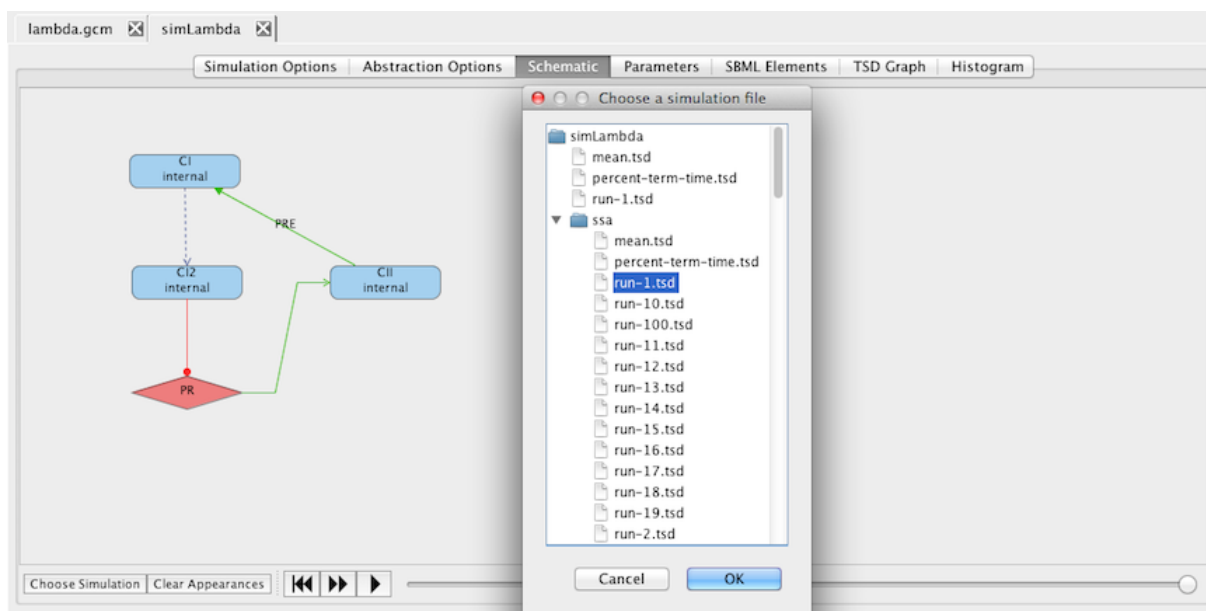 lambda.gcm simLambda
Simulation Options Abstraction Options Schematic Parameters SBML Elements TSD Graph Histogram
Choose a simulation file
simLambda
mean.tsd
percent-term-time.tsd
run-1.tsd
ssa
mean.tsd
percent-term-time.tsd
run-1.tsd
run-10.tsd
run-100.tsd
run-11.tsd
run-12.tsd
run-13.tsd
run-14.tsd
run-15.tsd
run-16.tsd
run-17.tsd
run-18.tsd
run-19.tsd
run-2.tsd
Cancel OK
CI
internal
PRE
CI2
internal
CII
internal
PR
Choose Simulation Clear Appearances